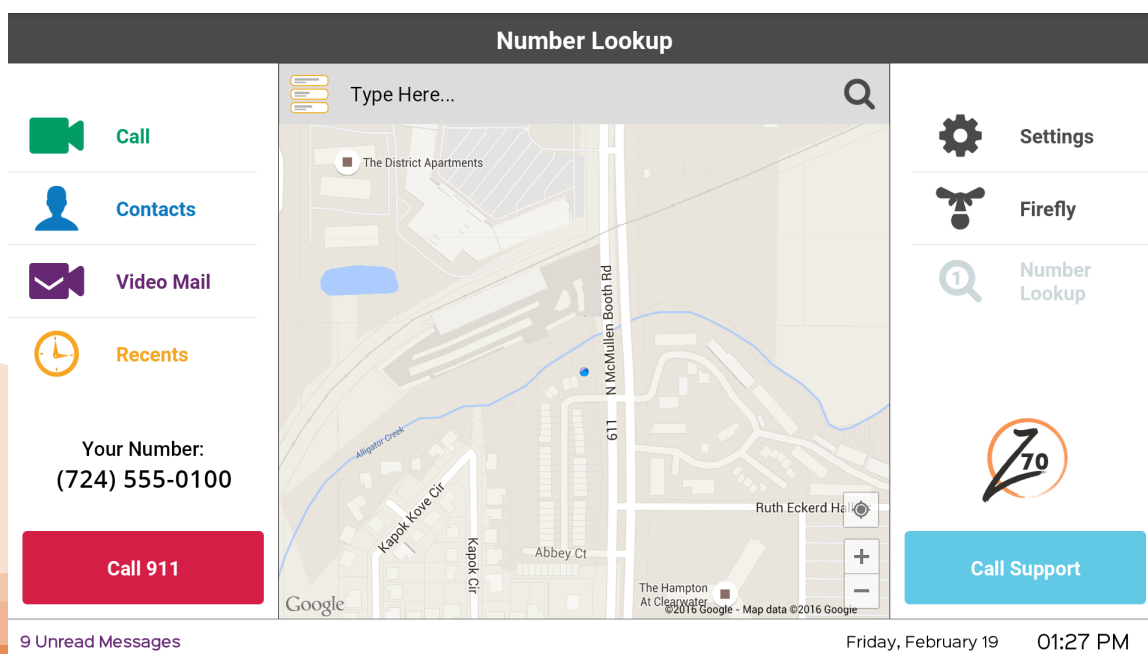 Number Lookup
Type Here...
Call
Contacts
Video Mail
Recents
Your Number:
(724) 555-0100
Call 911
The District Apartments
N McMullen Booth Rd
611
Alligator Creek
Kapok Kove Cir
Kapok Cir
Abbey Ct
Ruth Eckerd Hall
The Hampton
At Clearwater
Google
©2016 Google - Map data ©2016 Google
+
−
Settings
Firefly
1
Number
Lookup
Z
70
Call Support
9 Unread Messages
Friday, February 19
01:27 PM